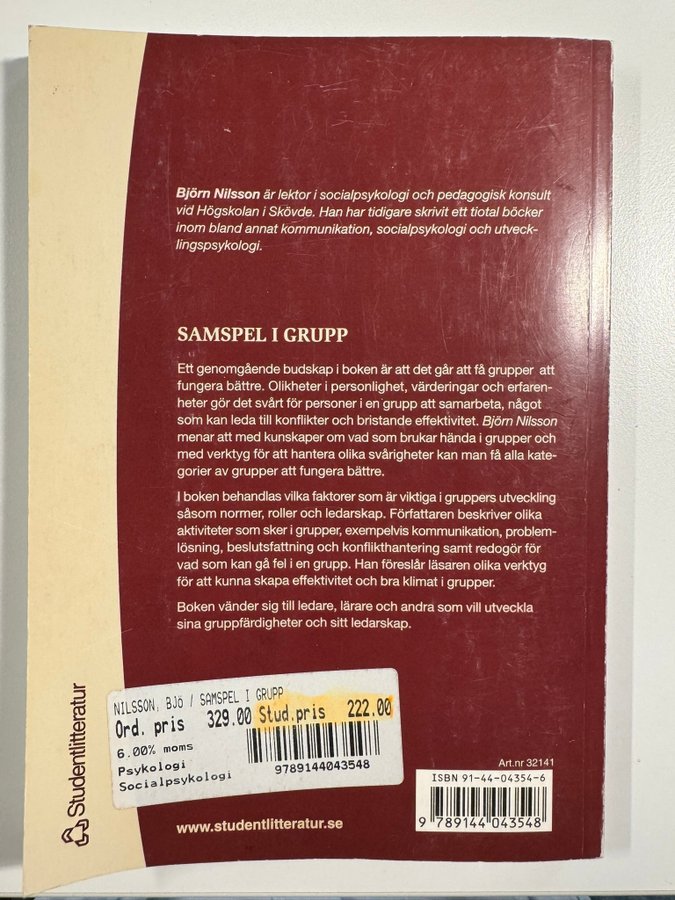 Björn Nilsson är lektor i socialpsykologi och pedagogisk konsult
vid Högskolan i Skövde. Han har tidigare skrivit ett tiotal böcker
inom bland annat kommunikation, socialpsykologi och utveck-
lingspsykologi.
SAMSPEL I GRUPP
Ett genomgående budskap i boken är att det går att få grupper att
fungera bättre. Olikheter i personlighet, värderingar och erfaren-
heter gör det svårt för personer i en grupp att samarbeta, något
som kan leda till konflikter och bristande effektivitet. Björn Nilsson
menar att med kunskaper om vad som brukar hända i grupper och
med verktyg för att hantera olika svårigheter kan man få alla kate-
gorier av grupper att fungera bättre.
I boken behandlas vilka faktorer som är viktiga i gruppers utveckling
såsom normer, roller och ledarskap. Författaren beskriver olika
aktiviteter som sker i grupper, exempelvis kommunikation, problem-
lösning, beslutsfattning och konflikthantering samt redogör för
vad som kan gå fel i en grupp. Han föreslår läsaren olika verktyg
för att kunna skapa effektivitet och bra klimat i grupper.
Boken vänder sig till ledare, lärare och andra som vill utveckla
sina gruppfärdigheter och sitt ledarskap.
Studentlitteratur
NILSSON, BJö / SAMSPEL I GRUPP
Ord. pris 329.00 Stud.pris 222.00
6.00% moms
Psykologi
Socialpsykologi
9789144043548
www.studentlitteratur.se
Art.nr 32141
ISBN 91-44-04354-6
9 789144 043548